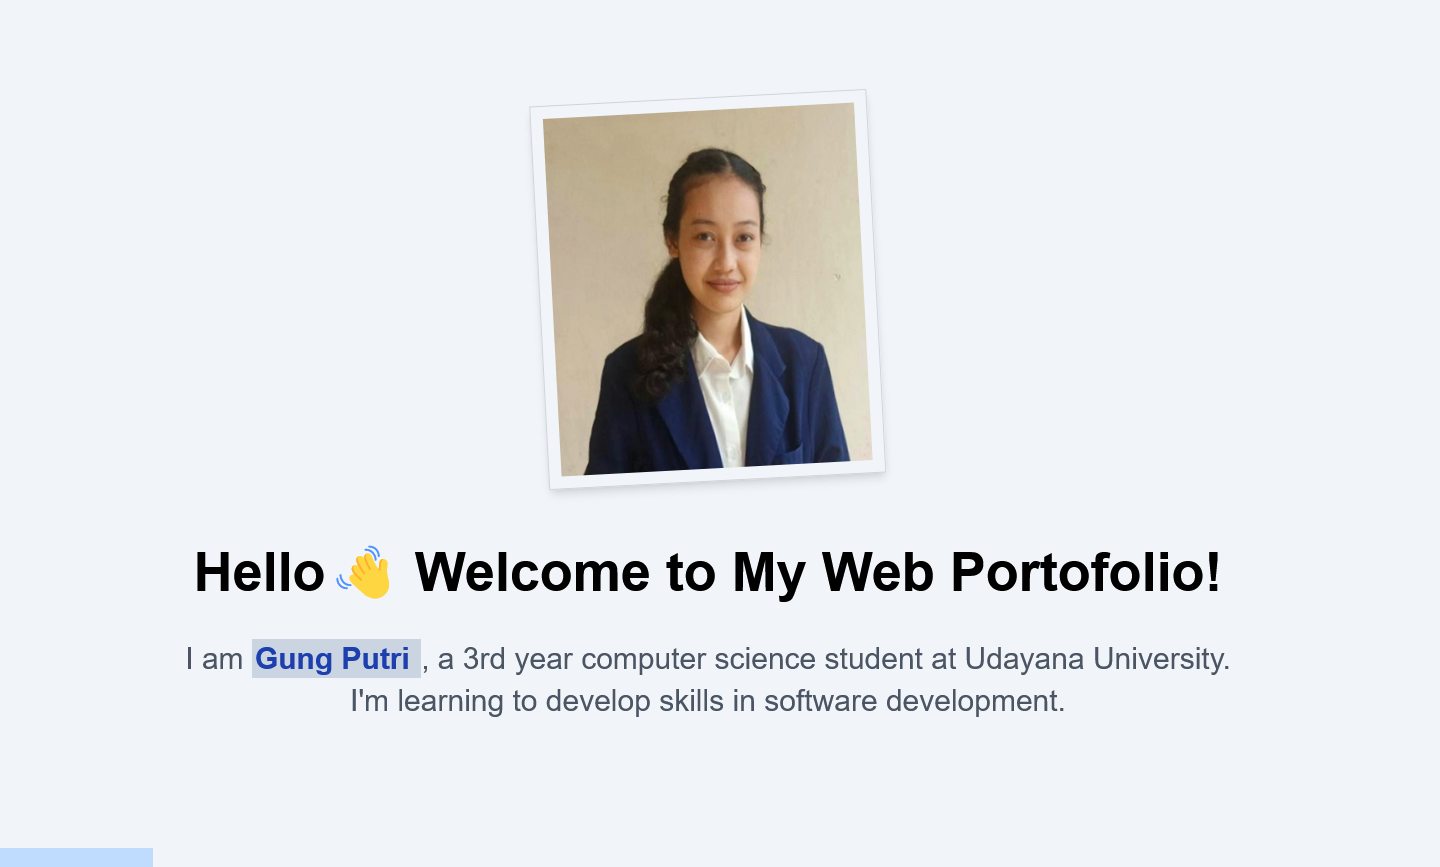 Hello 👋 Welcome to My Web Portofolio!
I am Gung Putri , a 3rd year computer science student at Udayana University.
I'm learning to develop skills in software development.